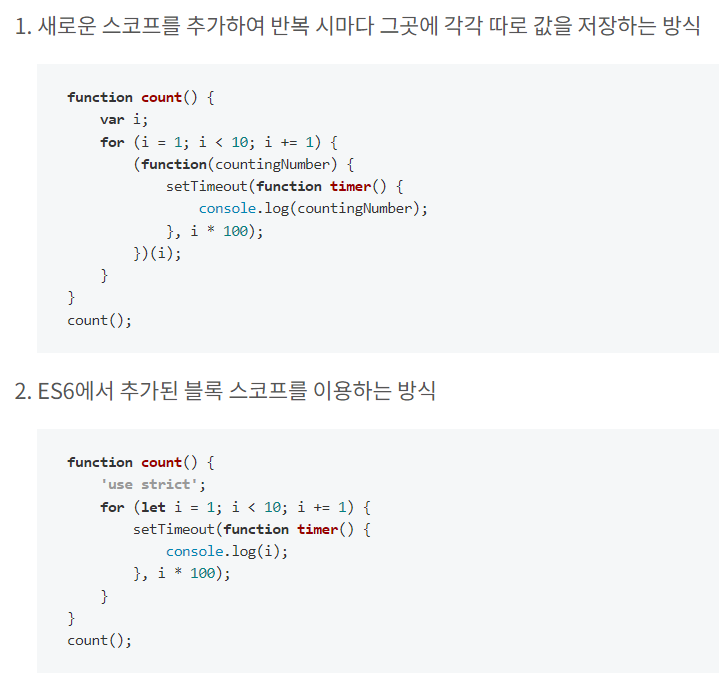 1. 새로운 스코프를 추가하여 반복 시마다 그곳에 각각 따로 값을 저장하는 방식
function count() {
    var i;
    for (i = 1; i < 10; i += 1) {
        (function(countingNumber) {
            setTimeout(function timer() {
                console.log(countingNumber);
            }, i * 100);
        })(i);
    }
}
count();
2. ES6에서 추가된 블록 스코프를 이용하는 방식
function count() {
    'use strict';
    for (let i = 1; i < 10; i += 1) {
        setTimeout(function timer() {
            console.log(i);
        }, i * 100);
    }
}
count();